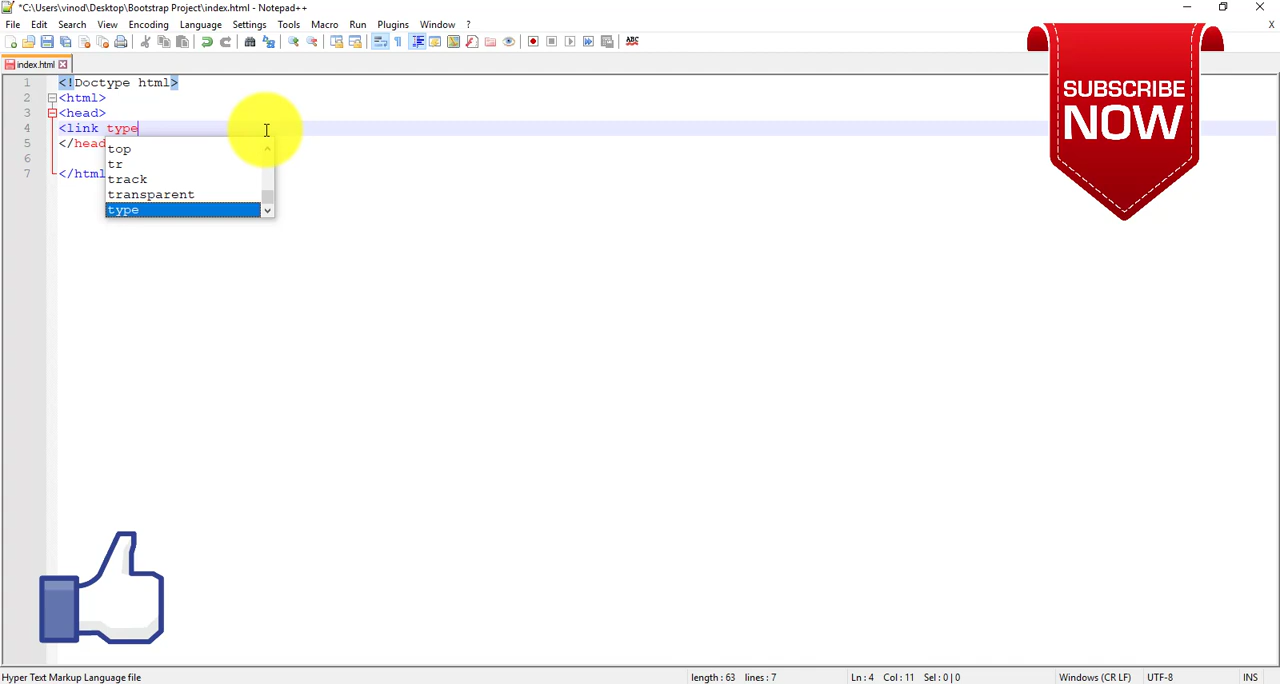 *C:\Users\vinod\Desktop\Bootstrap Project\index.html - Notepad++
File Edit Search View Encoding Language Settings Tools Macro Run Plugins Window ? X
ABC
index.html
1 <!Doctype html>
2 <html>
3 <head>
4 <link type
5 </head
6
7 </html
top
tr
track
transparent
type
SUBSCRIBE
NOW
Hyper Text Markup Language file length : 63 lines : 7 Ln : 4 Col : 11 Sel : 0 | 0 Windows (CR LF) UTF-8 INS